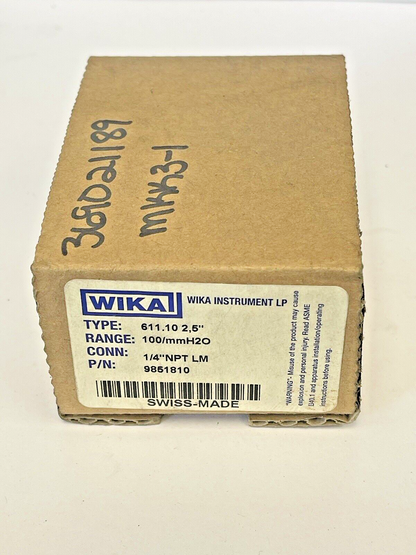 369021189
MKK3-1
WIKA
WIKA INSTRUMENT LP
TYPE: 611.10 2,5"
RANGE: 100/mmH2O
CONN: 1/4"NPT LM
P/N: 9851810
SWISS-MADE
"WARNING"- Misuse of the product may cause
explosion and personal injury. Read ASME
B40.1 and apparatus installation/operating
instructions before using.